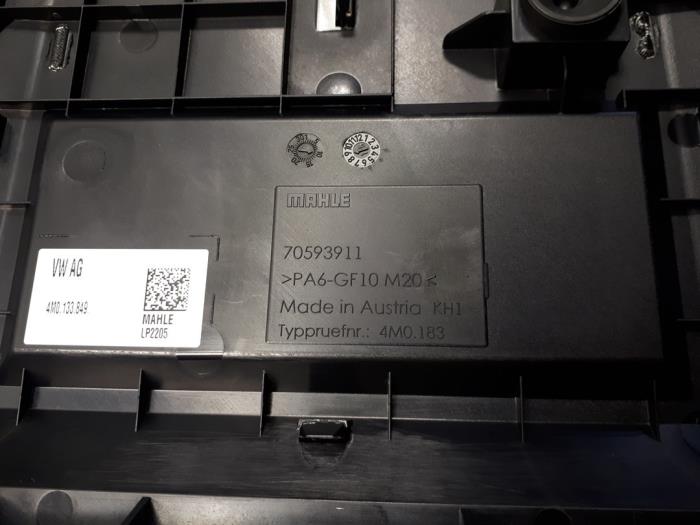 MAHLE
70593911
>PA6-GF10 M20<
Made in Austria KH1
Typpruefnr.: 4M0.183
VW AG
4M0.133.849
MAHLE
LP2205